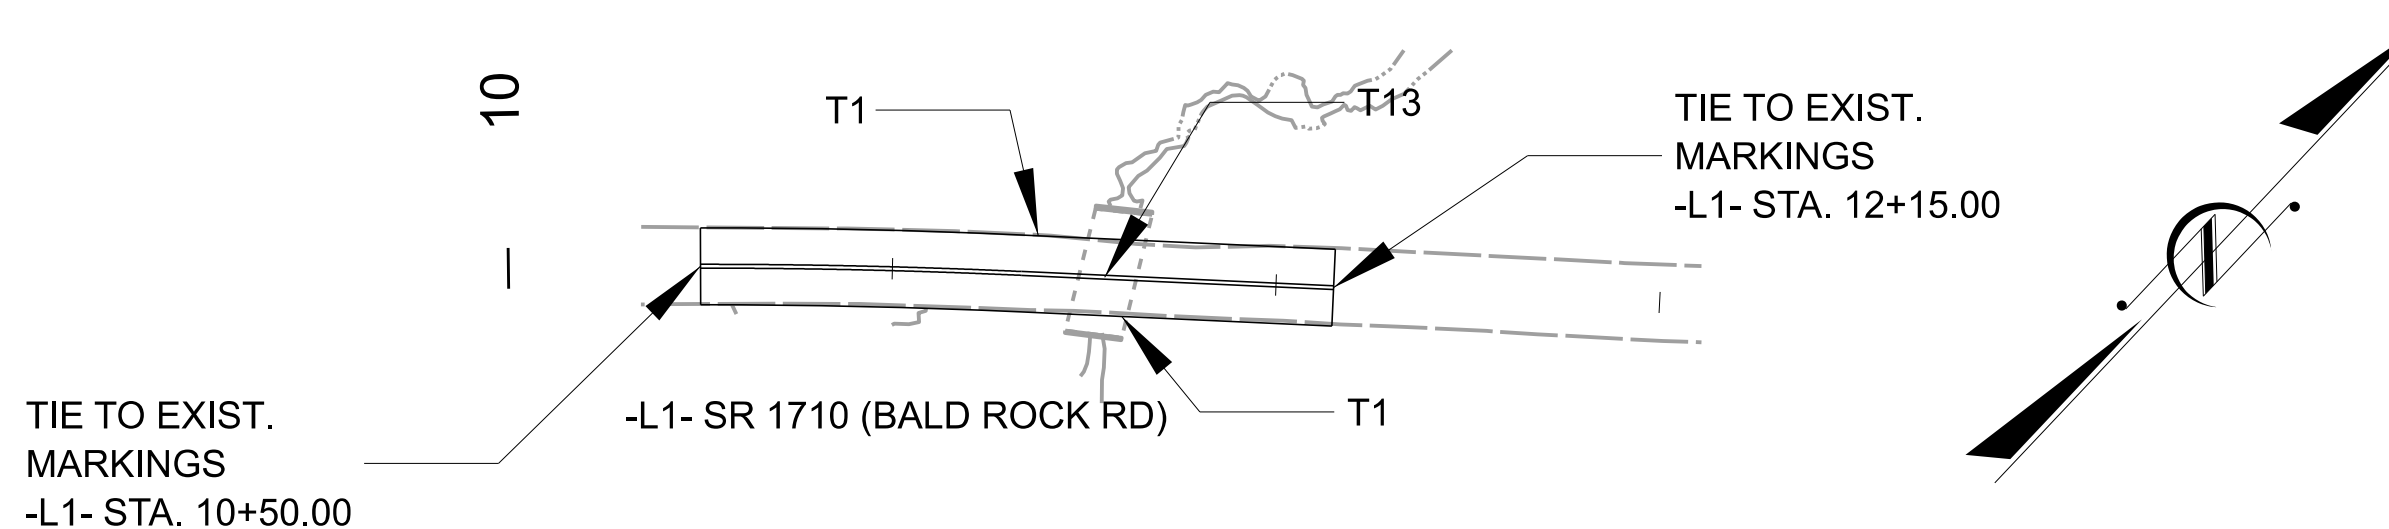 10
T1
T13
TIE TO EXIST.
MARKINGS
-L1- STA. 12+15.00
TIE TO EXIST.
MARKINGS
-L1- STA. 10+50.00
-L1- SR 1710 (BALD ROCK RD)
T1